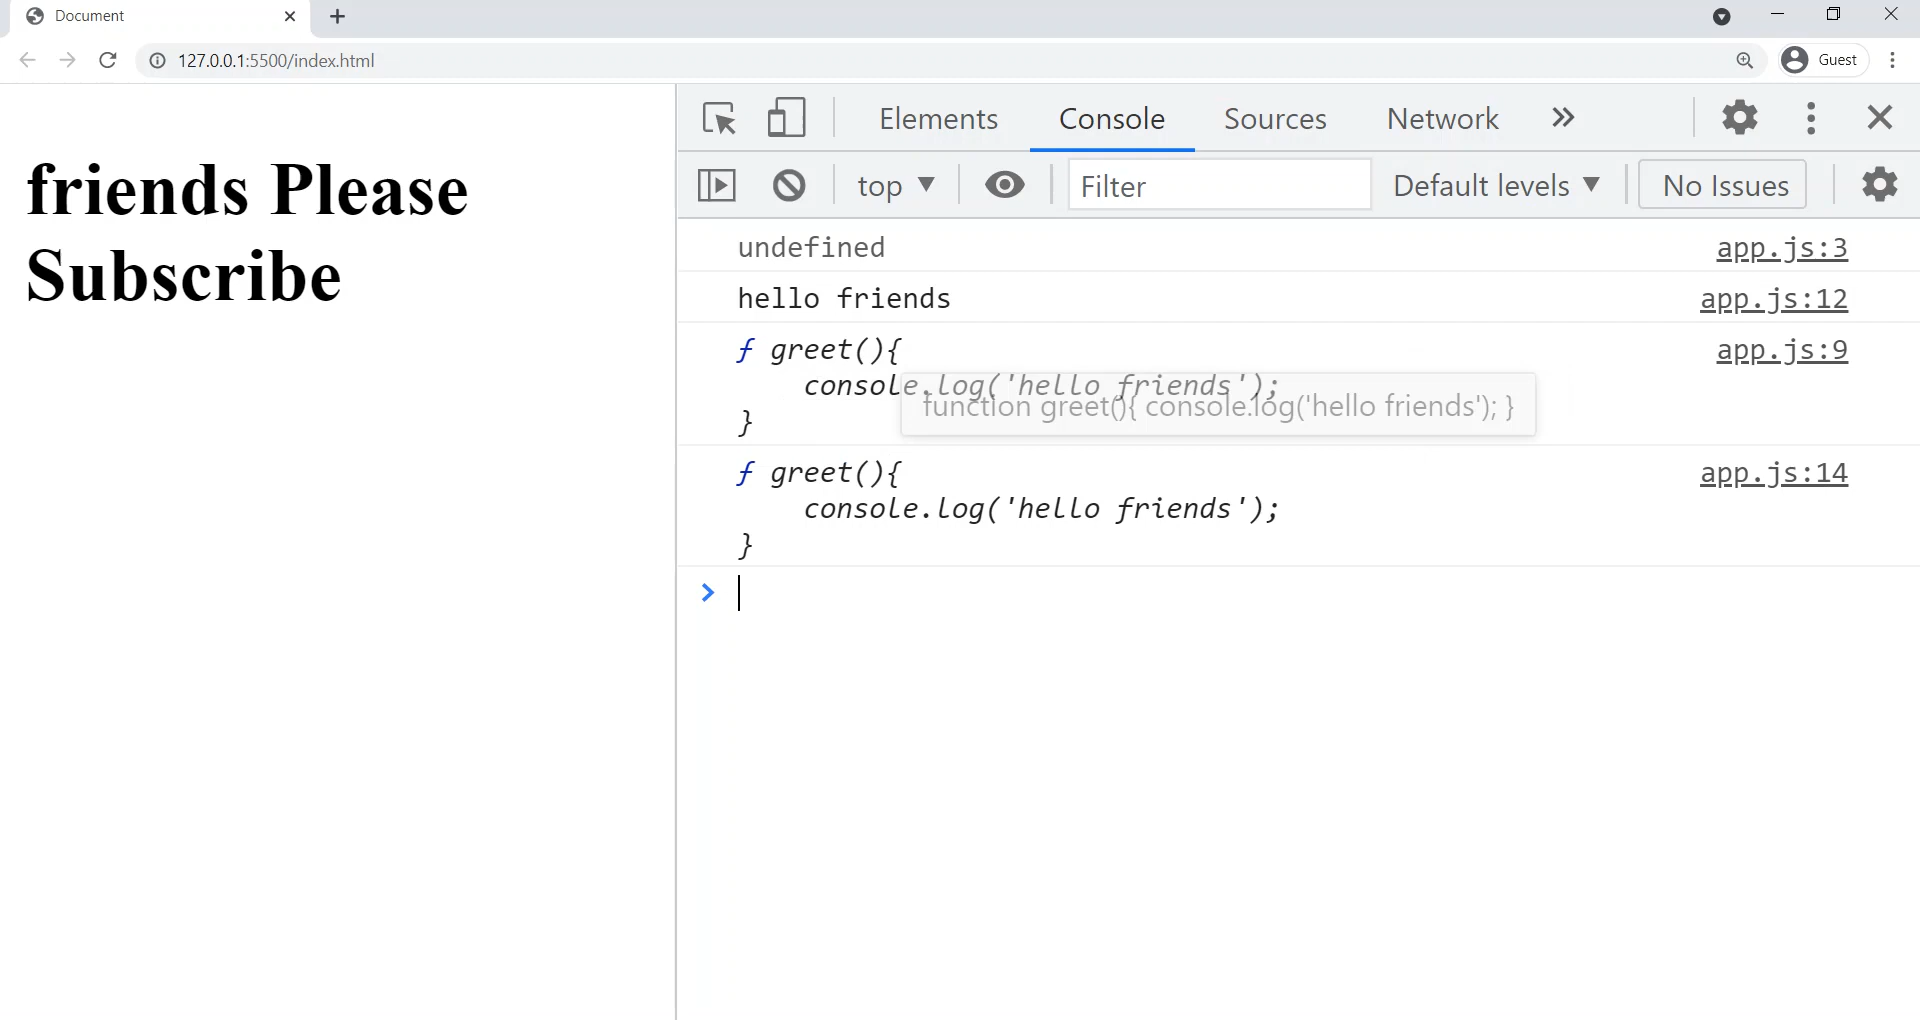 Document
127.0.0.1:5500/index.html
Guest
friends Please
Subscribe
Elements Console Sources Network
top Filter Default levels No Issues
undefined app.js:3
hello friends app.js:12
ƒ greet(){ app.js:9
console.log('hello friends');
function greet(){ console.log('hello friends'); }
}
ƒ greet(){ app.js:14
console.log('hello friends');
}